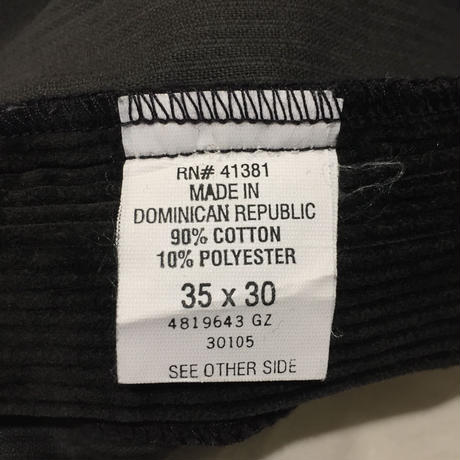 RN# 41381
MADE IN
DOMINICAN REPUBLIC
90% COTTON
10% POLYESTER
35 x 30
4819643 GZ
30105
SEE OTHER SIDE